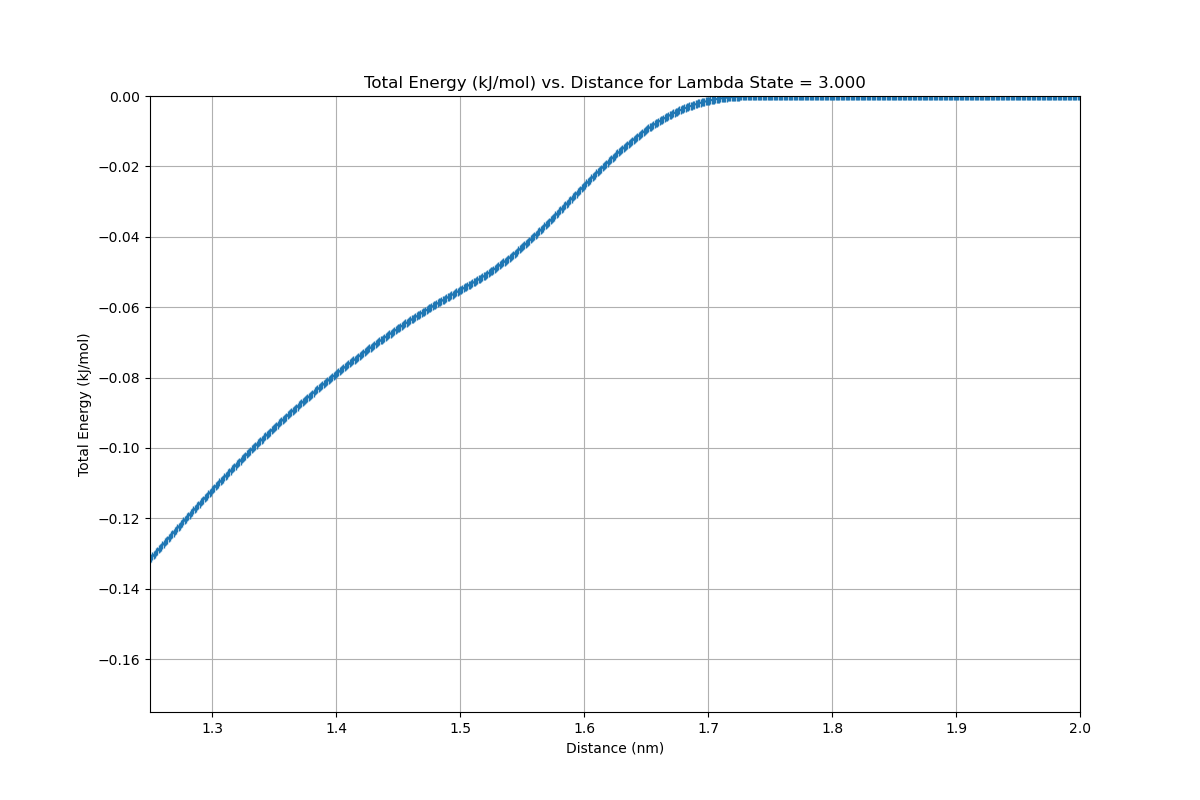 Total Energy (kJ/mol) vs. Distance for Lambda State = 3.000
Total Energy (kJ/mol)
0.00
−0.02
−0.04
−0.06
−0.08
−0.10
−0.12
−0.14
−0.16
1.3 1.4 1.5 1.6 1.7 1.8 1.9 2.0
Distance (nm)